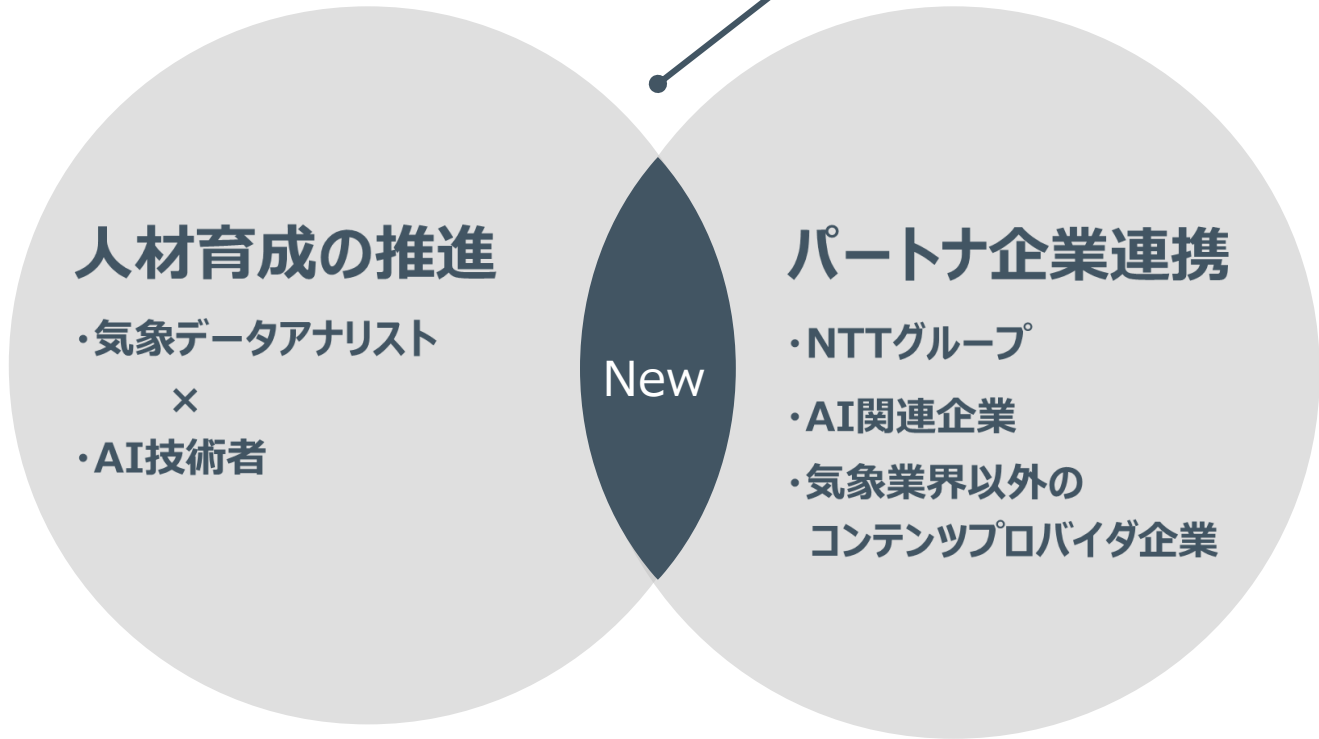 人材育成の推進
・気象データアナリスト
×
・AI技術者
New
パートナ企業連携
・NTTグループ
・AI関連企業
・気象業界以外の
コンテンツプロバイダ企業